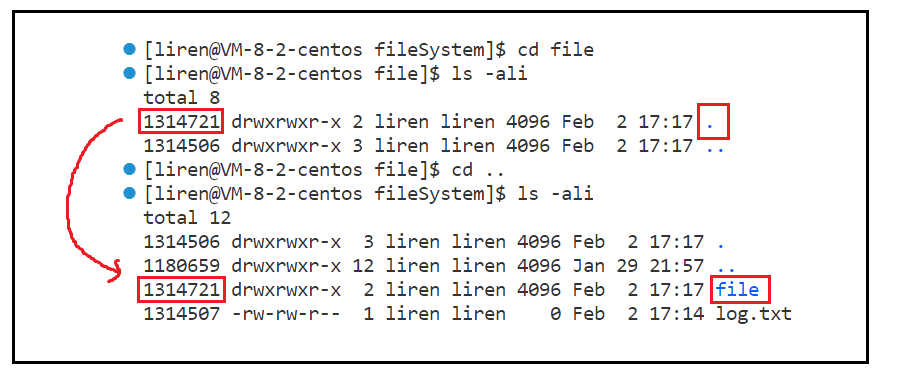 [liren@VM-8-2-centos fileSystem]$ cd file
[liren@VM-8-2-centos file]$ ls -ali
total 8
1314721 drwxrwxr-x 2 liren liren 4096 Feb  2 17:17 .
1314506 drwxrwxr-x 3 liren liren 4096 Feb  2 17:17 ..
[liren@VM-8-2-centos file]$ cd ..
[liren@VM-8-2-centos fileSystem]$ ls -ali
total 12
1314506 drwxrwxr-x  3 liren liren 4096 Feb  2 17:17 .
1180659 drwxrwxr-x 12 liren liren 4096 Jan 29 21:57 ..
1314721 drwxrwxr-x  2 liren liren 4096 Feb  2 17:17 file
1314507 -rw-rw-r--  1 liren liren    0 Feb  2 17:14 log.txt